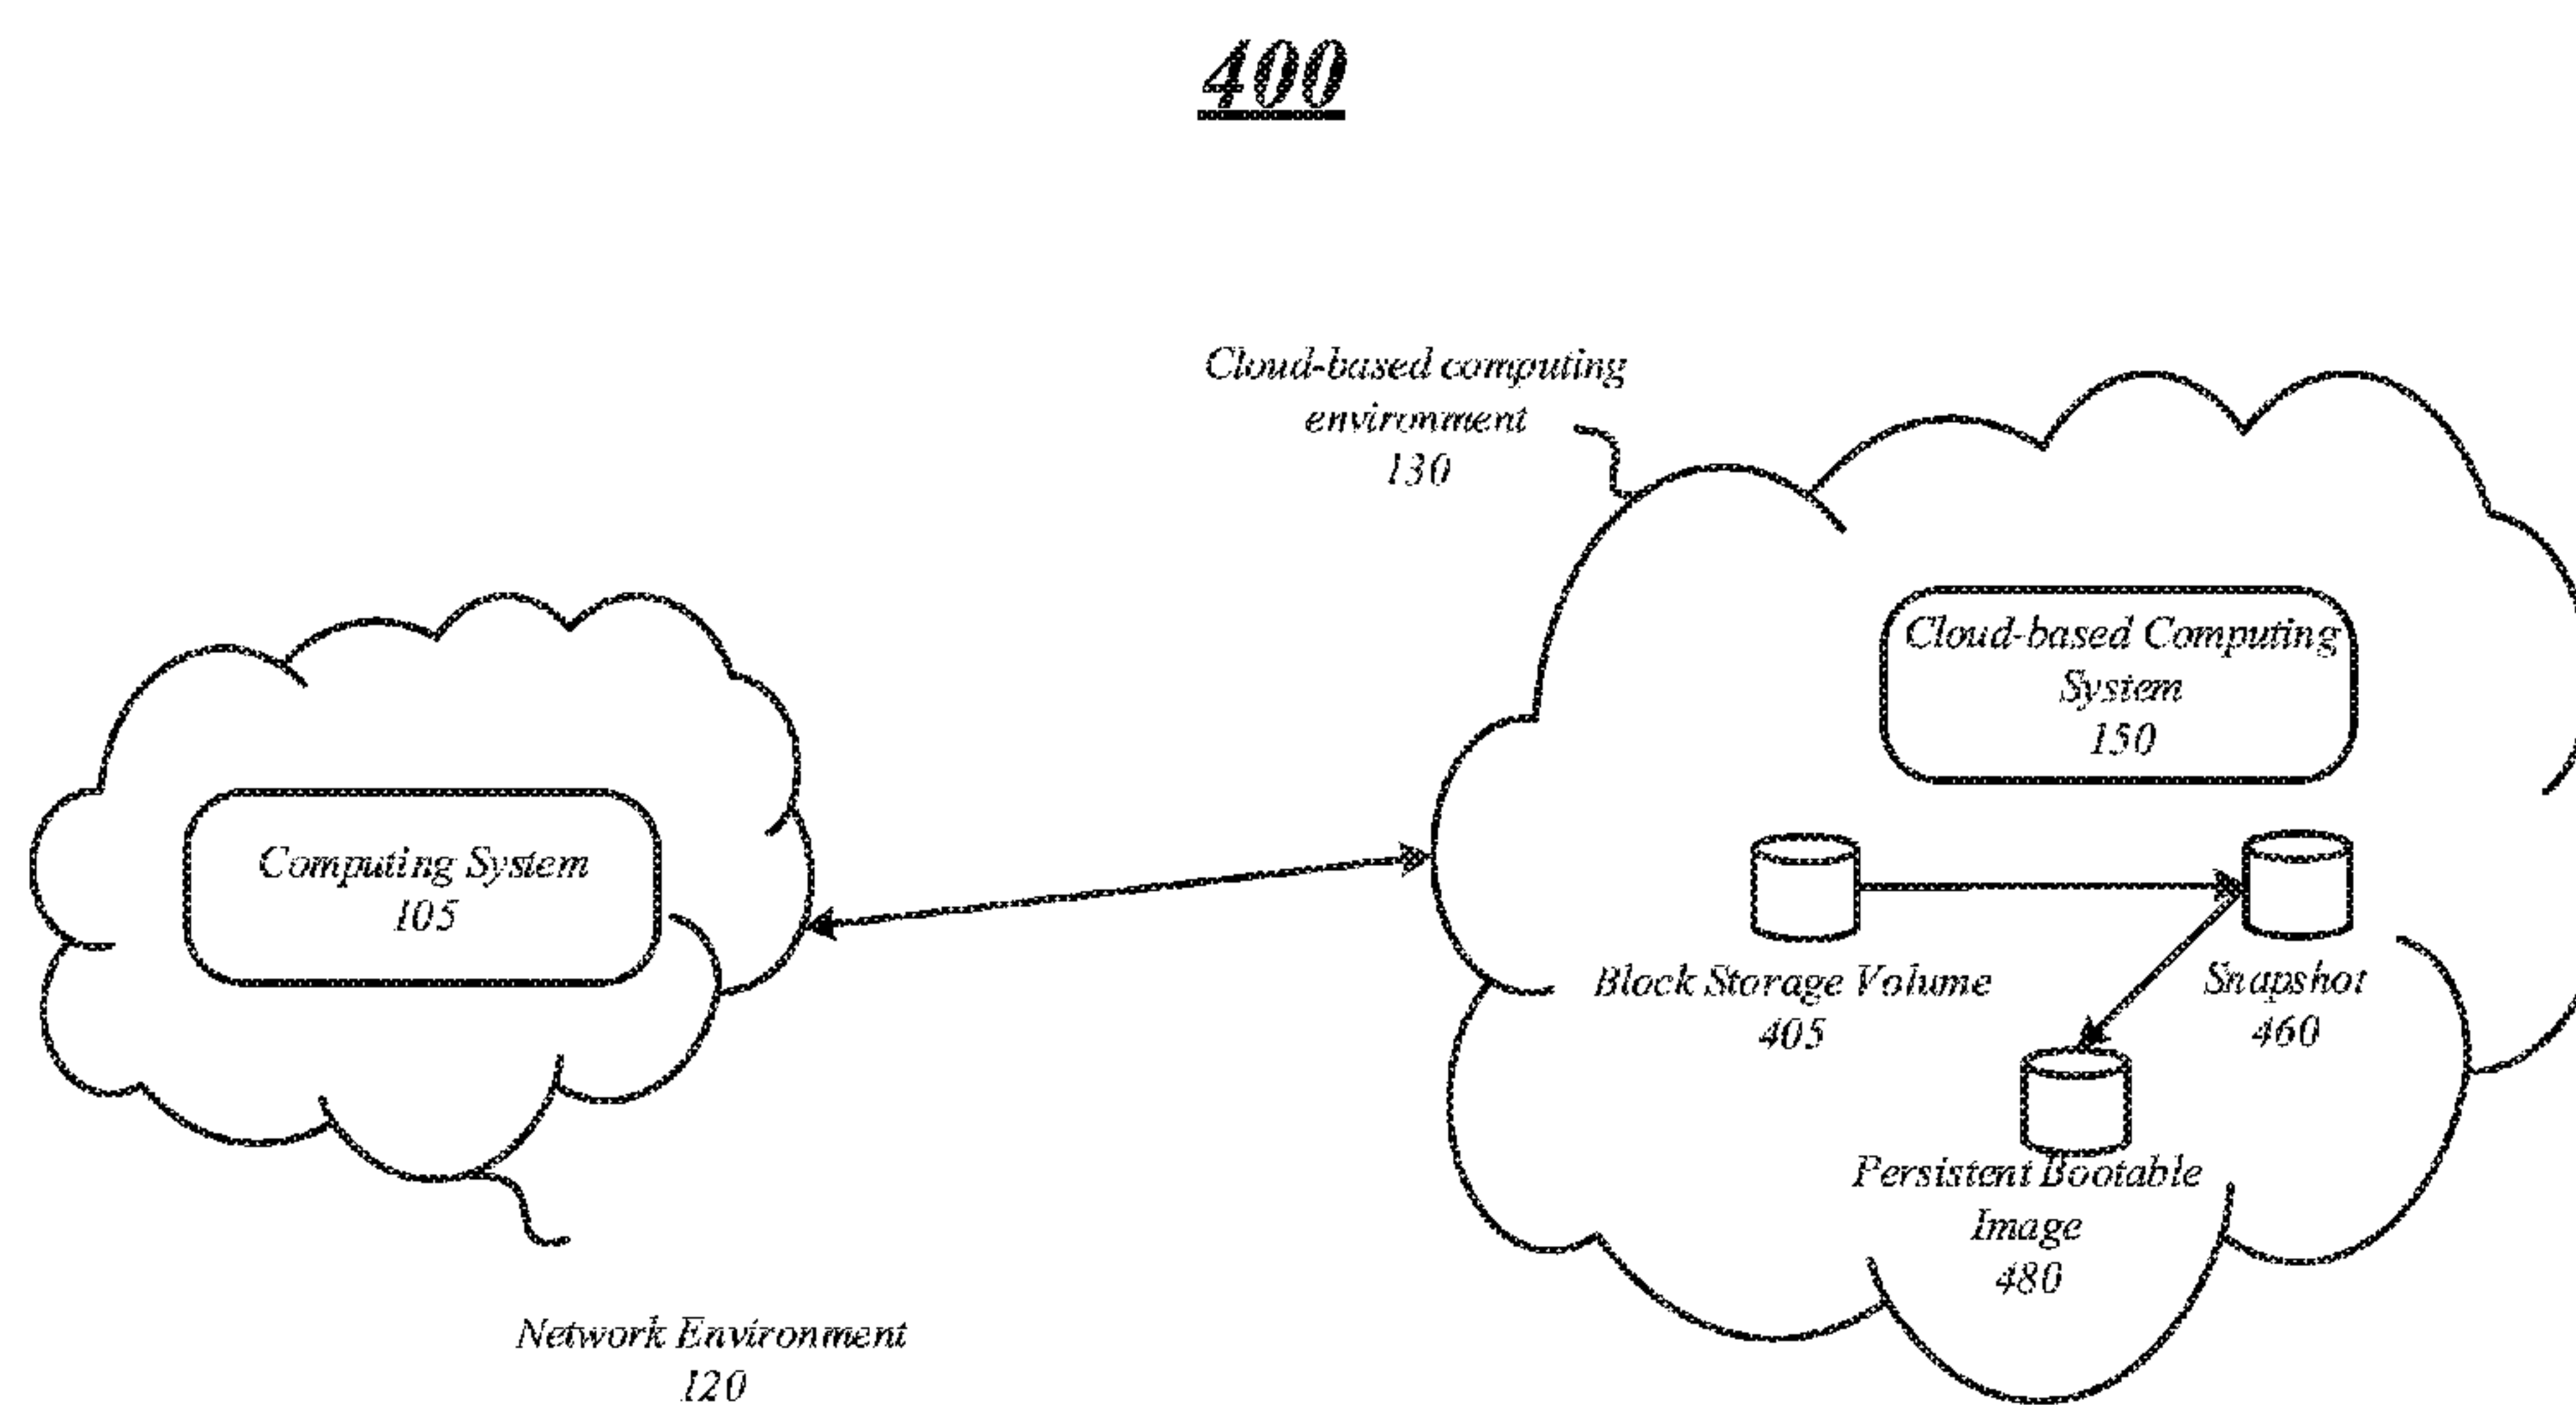 400
Cloud-based computing
environment
130
Cloud-based Computing
System
150
Computing System
105
Block Storage Volume
405
Snapshot
460
Persistent Bootable
Image
480
Network Environment
120